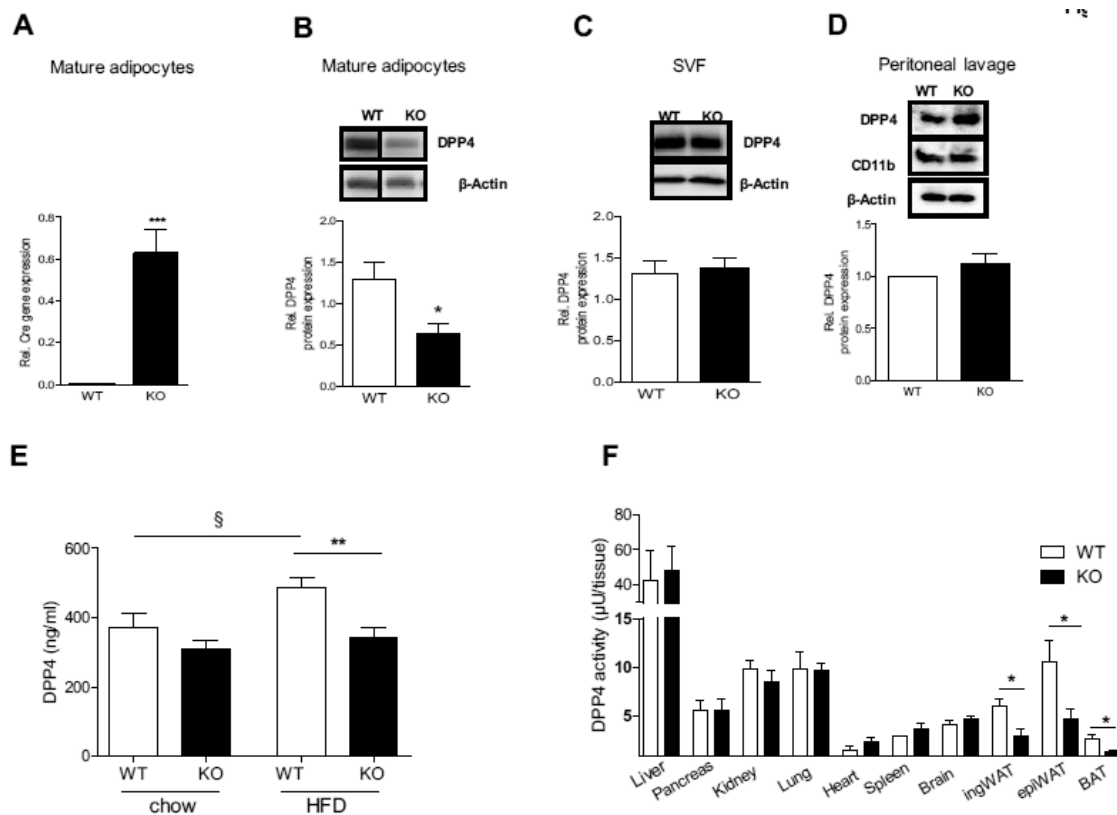 A
Mature adipocytes
Rel. Cre gene expression
0.8
0.6
0.4
0.2
0.0
***
WT
KO
B
Mature adipocytes
WT KO
DPP4
β-Actin
Rel. DPP4
protein expression
2.0
1.5
1.0
0.5
0.0
*
WT
KO
C
SVF
WT KO
DPP4
β-Actin
Rel. DPP4
protein expression
2.0
1.5
1.0
0.5
0.0
WT
KO
D
Peritoneal lavage
WT KO
DPP4
CD11b
β-Actin
Rel. DPP4
protein expression
1.5
1.0
0.5
0.0
WT
KO
E
DPP4 (ng/ml)
600
400
200
0
§
**
WT
KO
WT
KO
chow
HFD
F
DPP4 activity (µU/tissue)
80
60
40
15
10
5
WT
KO
*
*
*
Liver
Pancreas
Kidney
Lung
Heart
Spleen
Brain
ingWAT
epiWAT
BAT